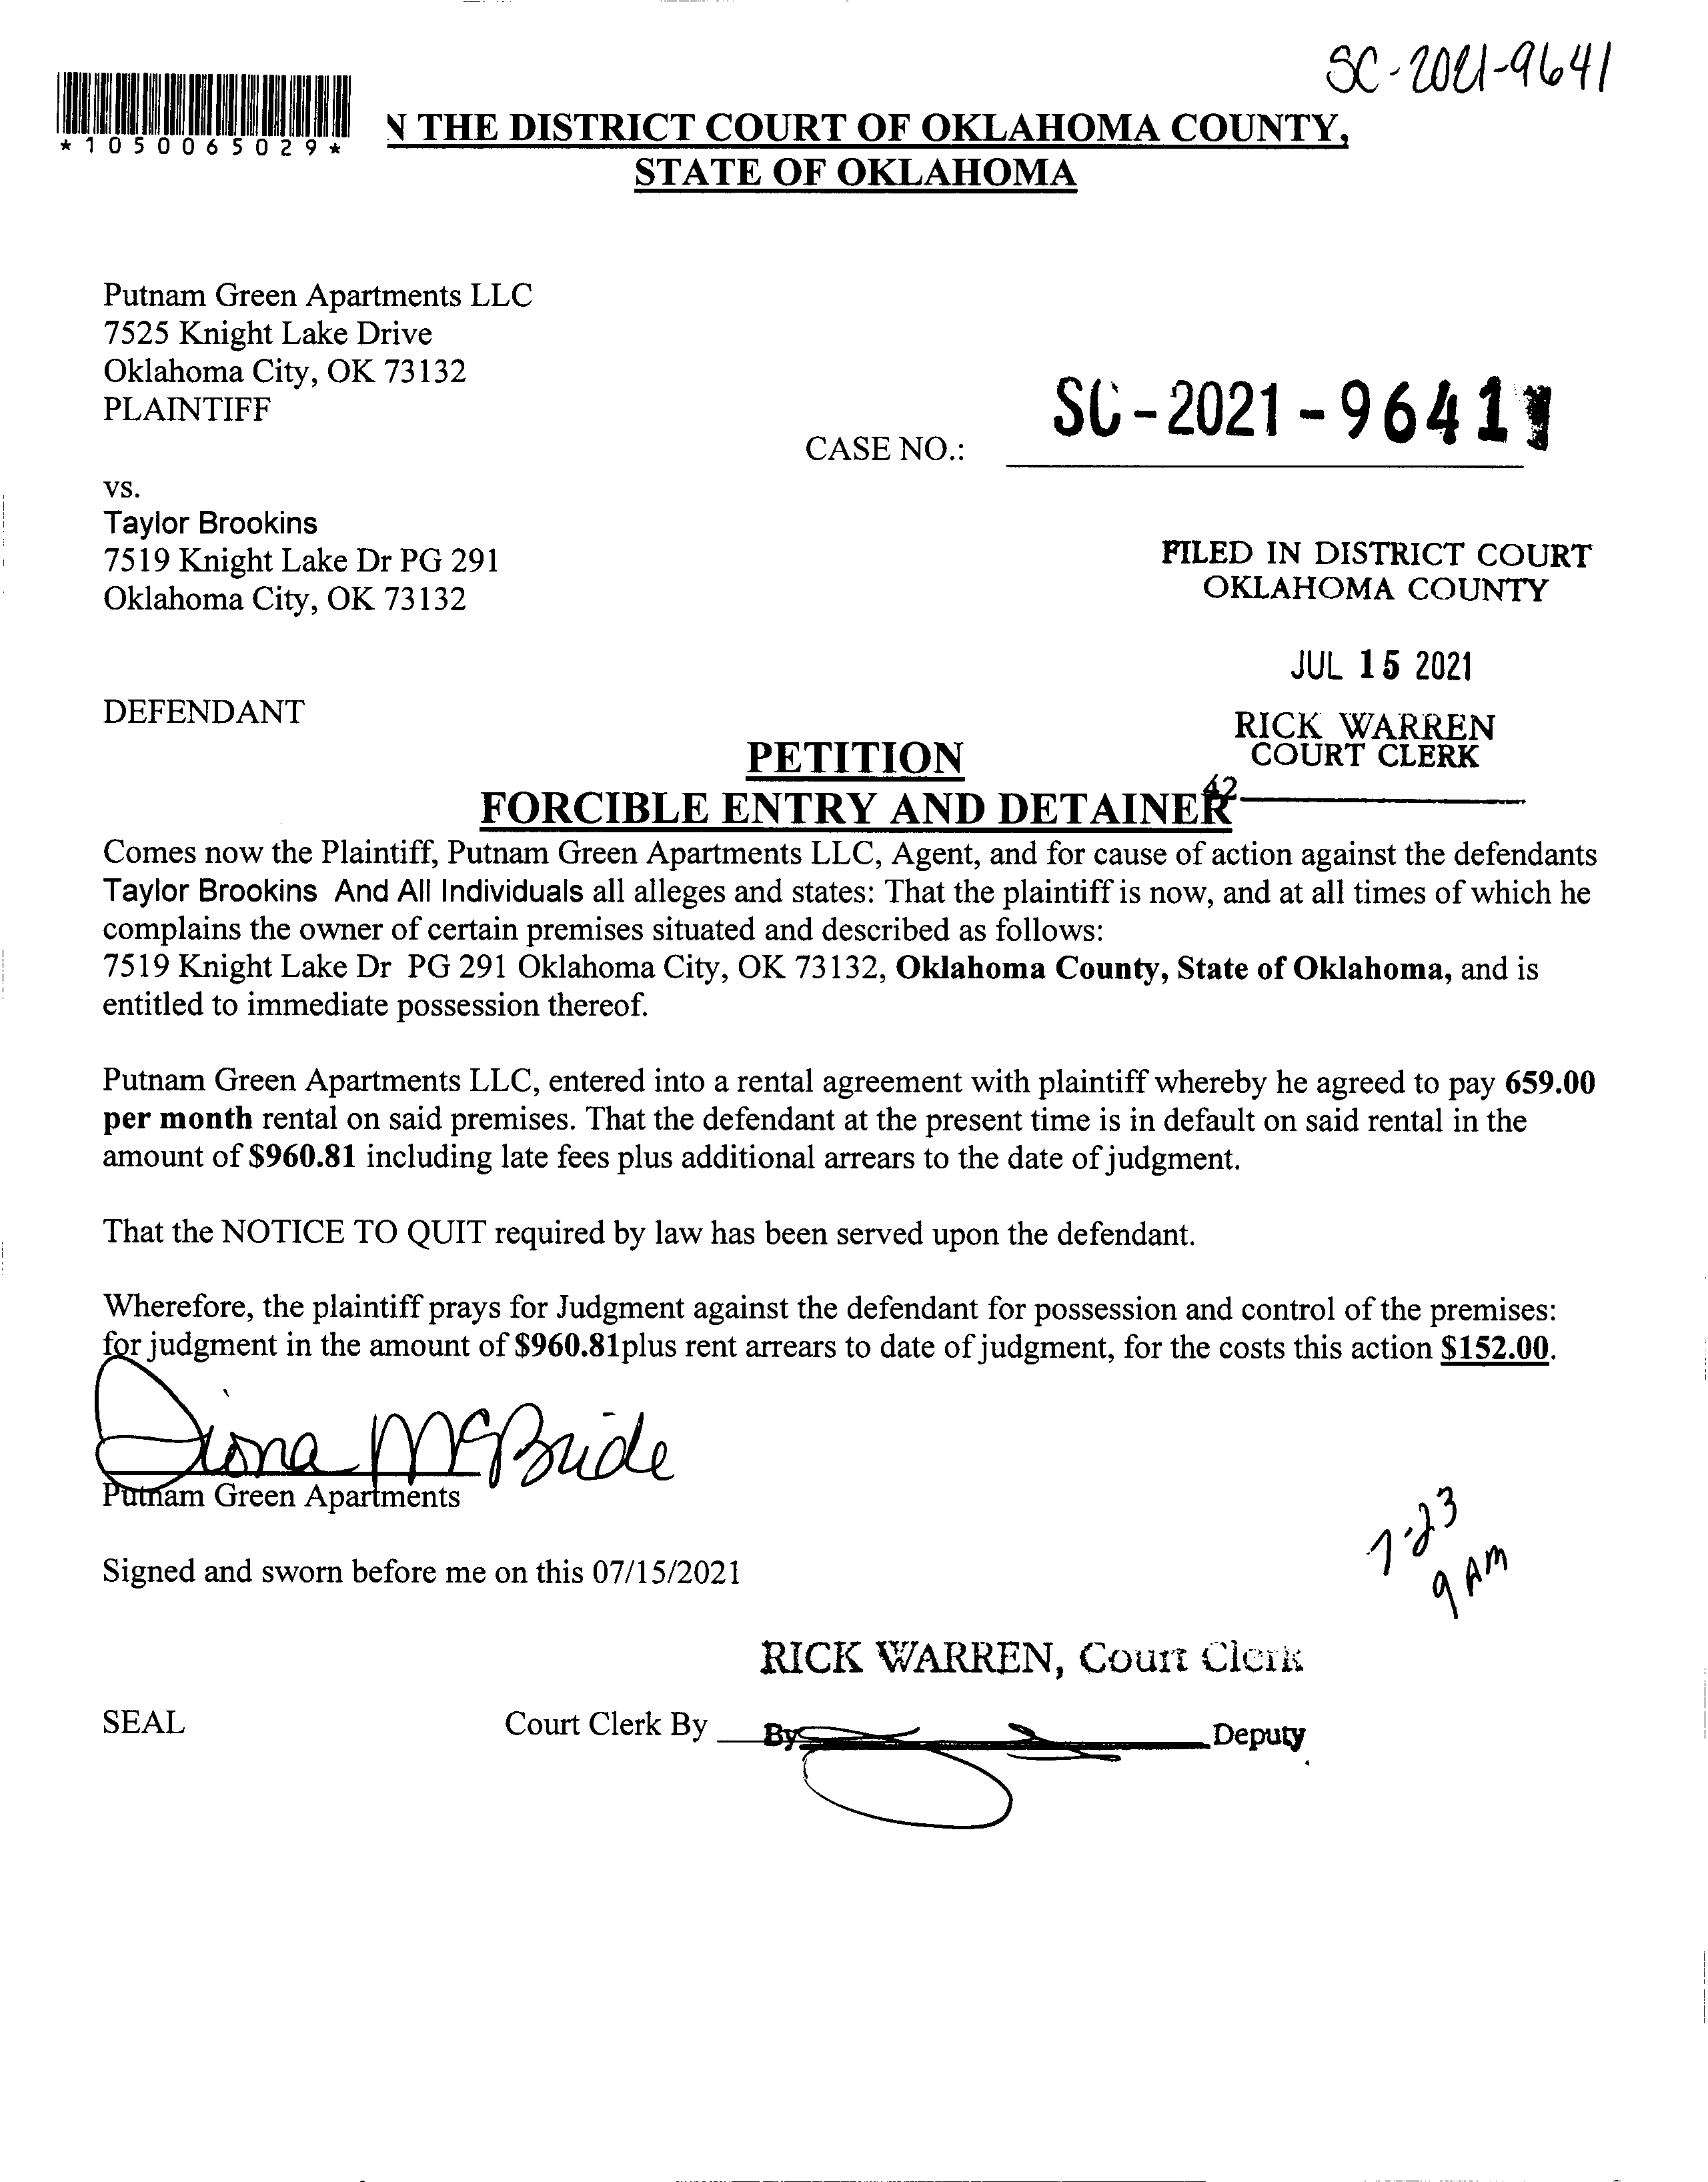 SC-2021-9641
*1050065029*
N THE DISTRICT COURT OF OKLAHOMA COUNTY,
STATE OF OKLAHOMA
Putnam Green Apartments LLC
7525 Knight Lake Drive
Oklahoma City, OK 73132
PLAINTIFF
CASE NO.: SC-2021-9641
vs.
Taylor Brookins
7519 Knight Lake Dr PG 291
Oklahoma City, OK 73132
FILED IN DISTRICT COURT
OKLAHOMA COUNTY
JUL 15 2021
DEFENDANT
RICK WARREN
COURT CLERK
PETITION
42
FORCIBLE ENTRY AND DETAINER
Comes now the Plaintiff, Putnam Green Apartments LLC, Agent, and for cause of action against the defendants
Taylor Brookins And All Individuals all alleges and states: That the plaintiff is now, and at all times of which he
complains the owner of certain premises situated and described as follows:
7519 Knight Lake Dr PG 291 Oklahoma City, OK 73132, Oklahoma County, State of Oklahoma, and is
entitled to immediate possession thereof.
Putnam Green Apartments LLC, entered into a rental agreement with plaintiff whereby he agreed to pay 659.00
per month rental on said premises. That the defendant at the present time is in default on said rental in the
amount of $960.81 including late fees plus additional arrears to the date of judgment.
That the NOTICE TO QUIT required by law has been served upon the defendant.
Wherefore, the plaintiff prays for Judgment against the defendant for possession and control of the premises:
for judgment in the amount of $960.81plus rent arrears to date of judgment, for the costs this action $152.00.
Diona McBride
Putnam Green Apartments
7-23
9 AM
Signed and sworn before me on this 07/15/2021
RICK WARREN, Court Clerk
SEAL
Court Clerk By By Deputy